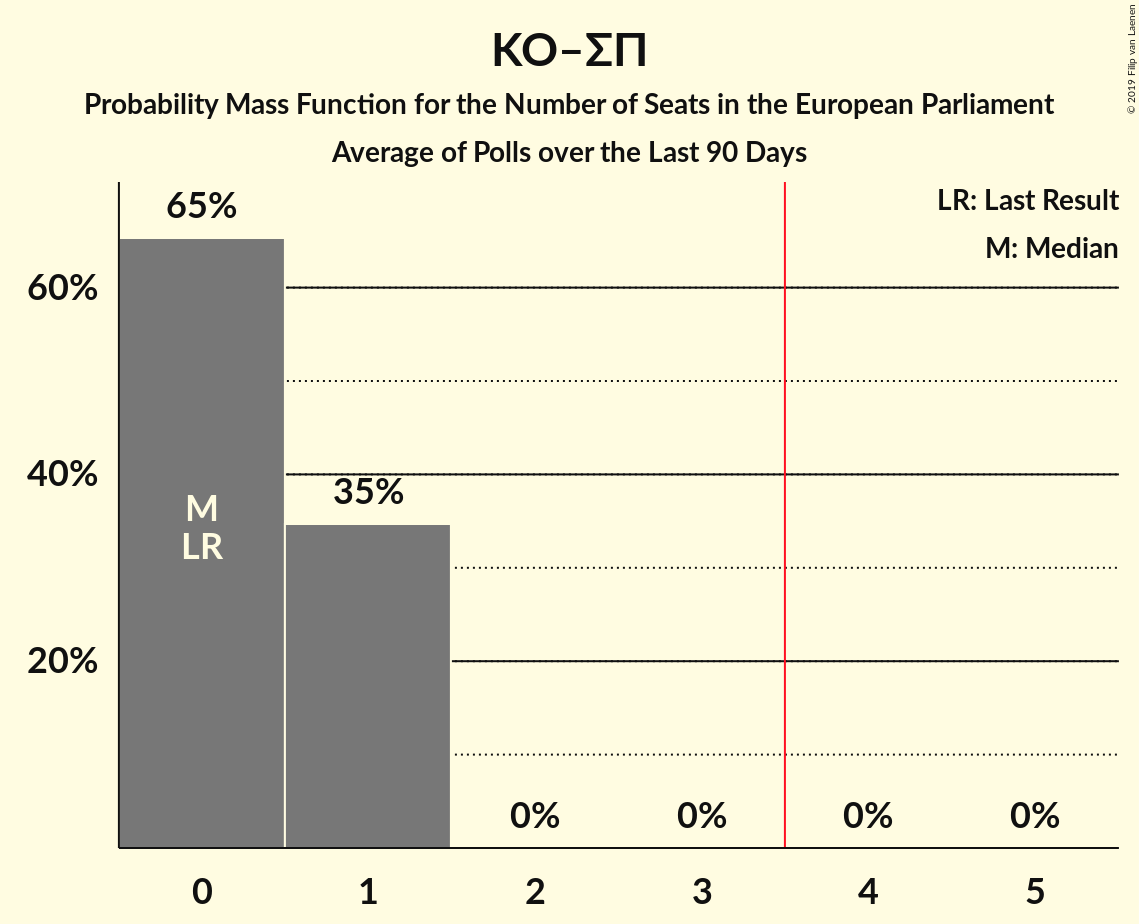 ΚΟ–ΣΠ
Probability Mass Function for the Number of Seats in the European Parliament
Average of Polls over the Last 90 Days
© 2019 Filip van Laenen
LR: Last Result
M: Median
65%
60%
40%
35%
M
LR
20%
0% 0% 0% 0%
0 1 2 3 4 5